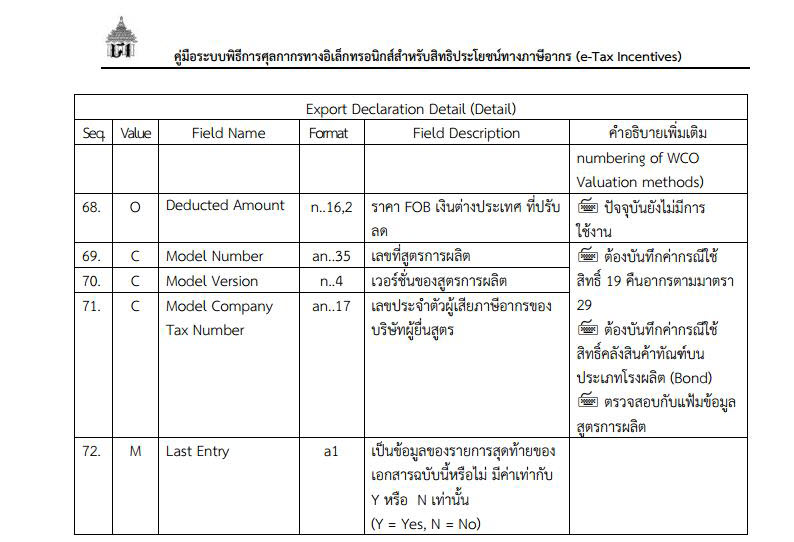 คู่มือระบบพิธีการศุลกากรทางอิเล็กทรอนิกส์สำหรับสิทธิประโยชน์ทางภาษีอากร (e-Tax Incentives)
Export Declaration Detail (Detail)
Seq. Value Field Name Format Field Description คำอธิบายเพิ่มเติม
numbering of WCO
Valuation methods)
68. O Deducted Amount n..16,2 ราคา FOB เงินต่างประเทศ ที่ปรับ
ลด
ปัจจุบันยังไม่มีการ
ใช้งาน
69. C Model Number an..35 เลขที่สูตรการผลิต
70. C Model Version n..4 เวอร์ชั่นของสูตรการผลิต
71. C Model Company
Tax Number
an..17 เลขประจำตัวผู้เสียภาษีอากรของ
บริษัทผู้ยื่นสูตร
ต้องบันทึกค่ากรณีใช้
สิทธิ์ 19 คืนอากรตามมาตรา
29
ต้องบันทึกค่ากรณีใช้
สิทธิ์คลังสินค้าทัณฑ์บน
ประเภทโรงผลิต (Bond)
ตรวจสอบกับแฟ้มข้อมูล
สูตรการผลิต
72. M Last Entry a1 เป็นข้อมูลของรายการสุดท้ายของ
เอกสารฉบับนี้หรือไม่ มีค่าเท่ากับ
Y หรือ N เท่านั้น
(Y = Yes, N = No)